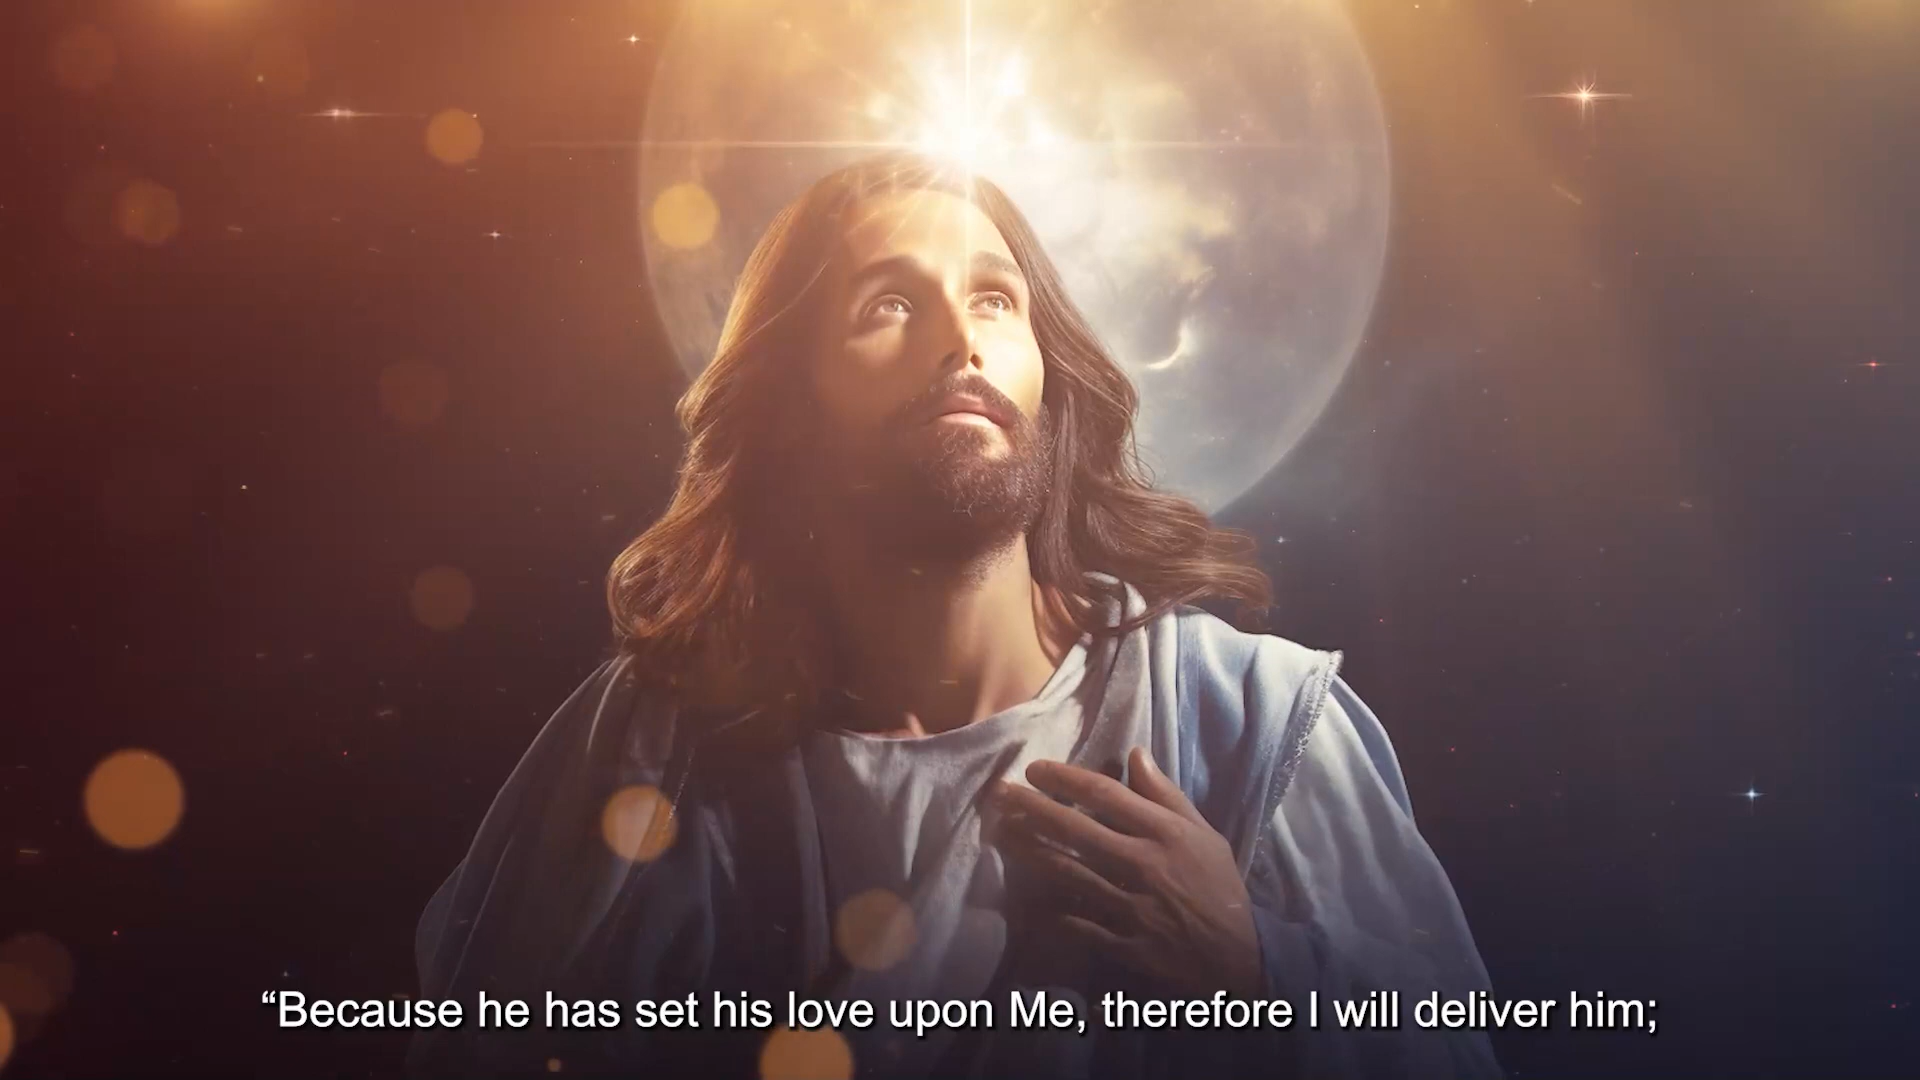 “Because he has set his love upon Me, therefore I will deliver him;